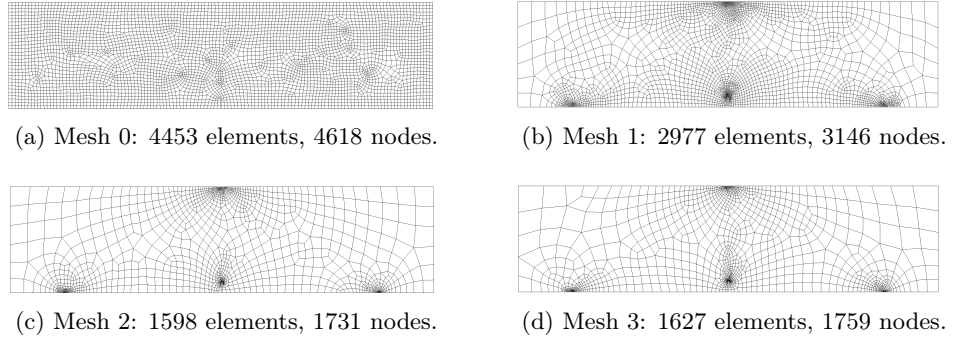 (a) Mesh 0: 4453 elements, 4618 nodes.
(b) Mesh 1: 2977 elements, 3146 nodes.
(c) Mesh 2: 1598 elements, 1731 nodes.
(d) Mesh 3: 1627 elements, 1759 nodes.